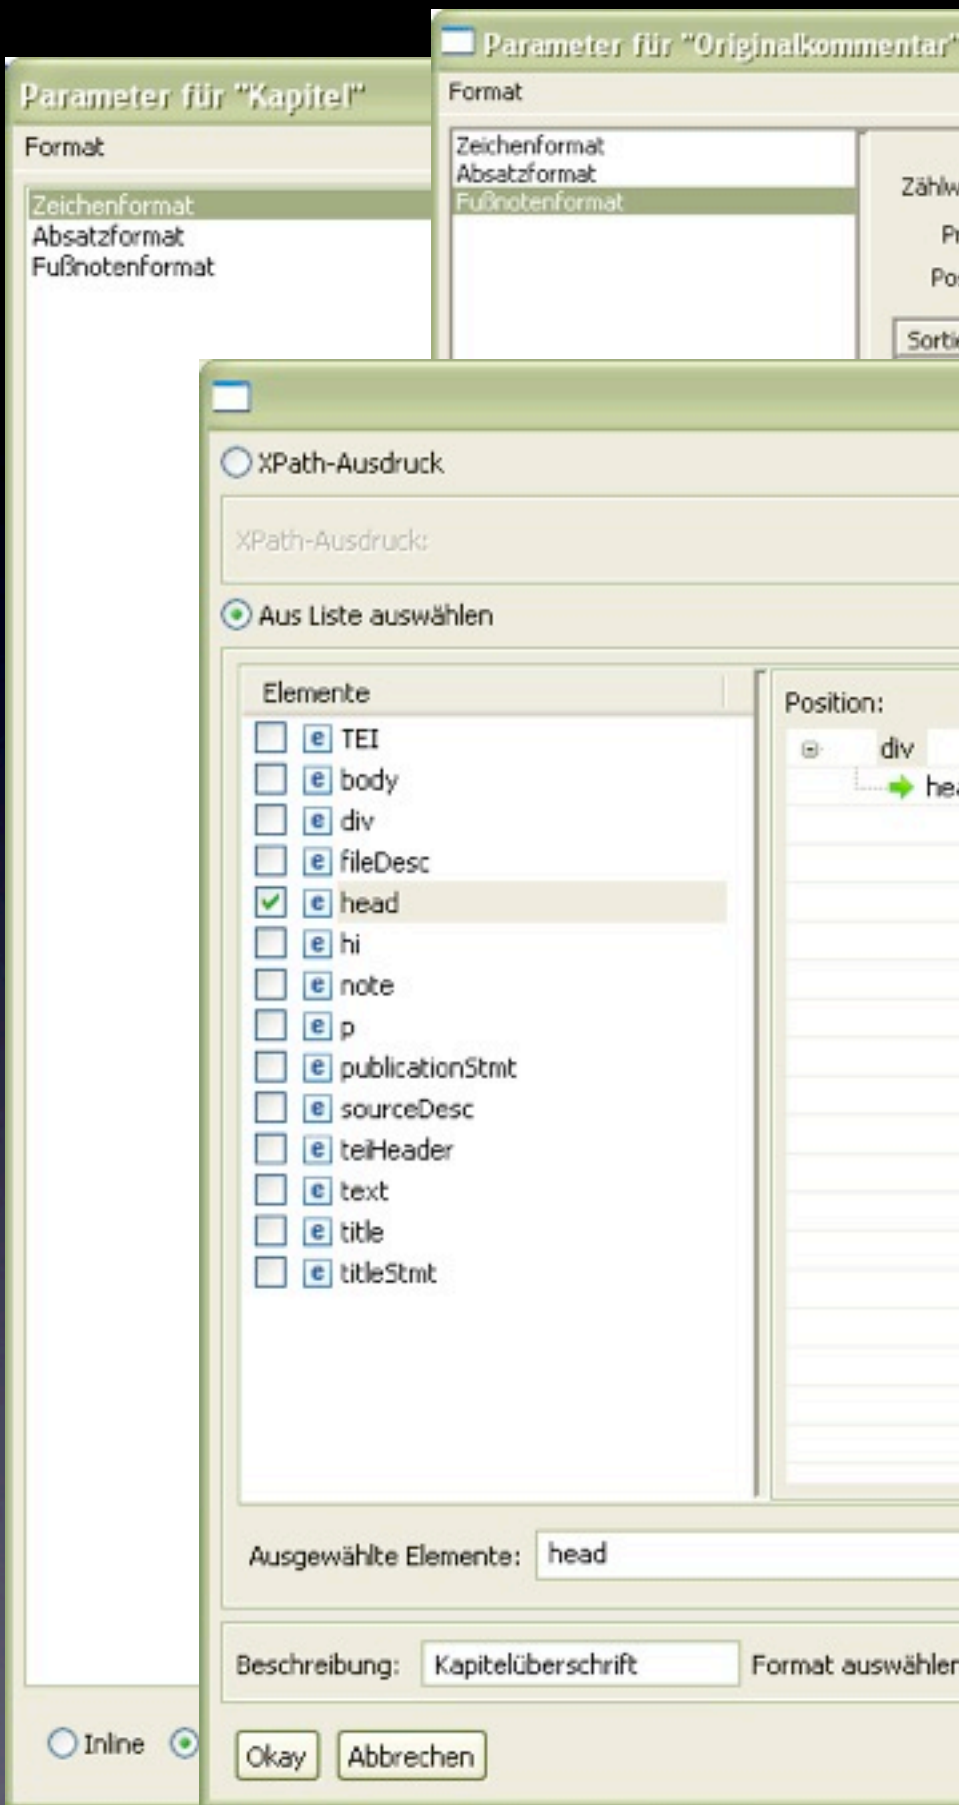 Parameter für "Kapitel"
Format
Zeichenformat
Absatzformat
Fußnotenformat
Inline
Parameter für "Originalkommentar"
Format
Zeichenformat
Absatzformat
Fußnotenformat
XPath-Ausdruck
XPath-Ausdruck:
Aus Liste auswählen
Elemente
TEI
body
div
fileDesc
head
hi
note
p
publicationStmt
sourceDesc
teiHeader
text
title
titleStmt
Position:
div
Ausgewählte Elemente: head
Beschreibung: Kapitelüberschrift Format
Okay Abbrechen